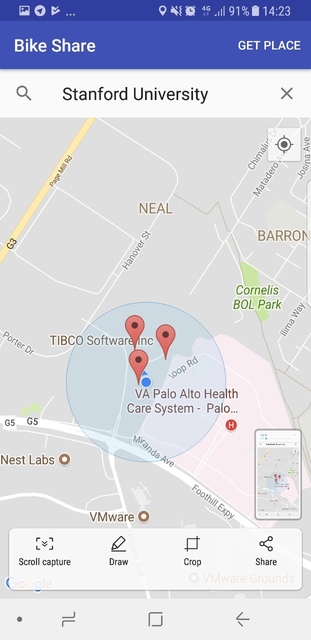 ... 4G 91% 14:23
Bike Share GET PLACE
Stanford University
Page Mill Rd
Chimalu
Matadero
Josina Ave
NEAL
BARRON
Hanover St
G3
Cornelis
BOL Park
Ilima Way
Porter Dr
TIBCO Software Inc
Loop Rd
VA Palo Alto Health
Care System - Palo...
G5 G5
H
Miranda Ave
Nest Labs
Foothill Expy
VMware
Scroll capture Draw Crop Share
Google
VMware Grounds